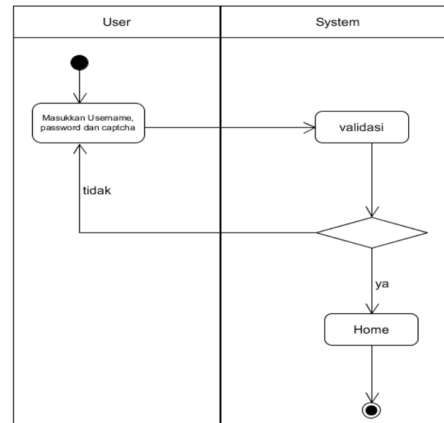 User
System
Masukkan Username,
password dan captcha
validasi
tidak
ya
Home